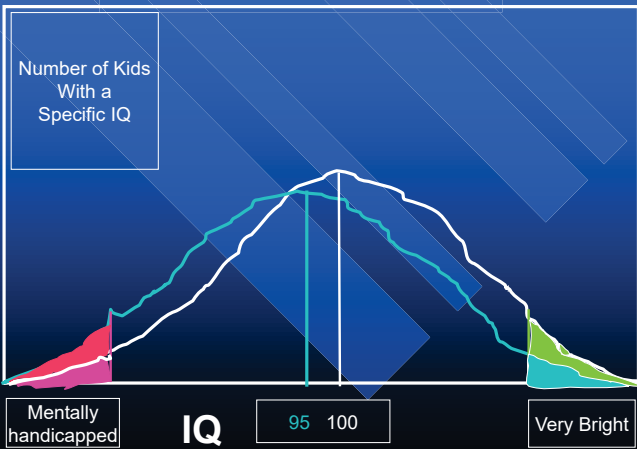 Number of Kids
With a
Specific IQ
Mentally
handicapped
IQ
95 100
Very Bright